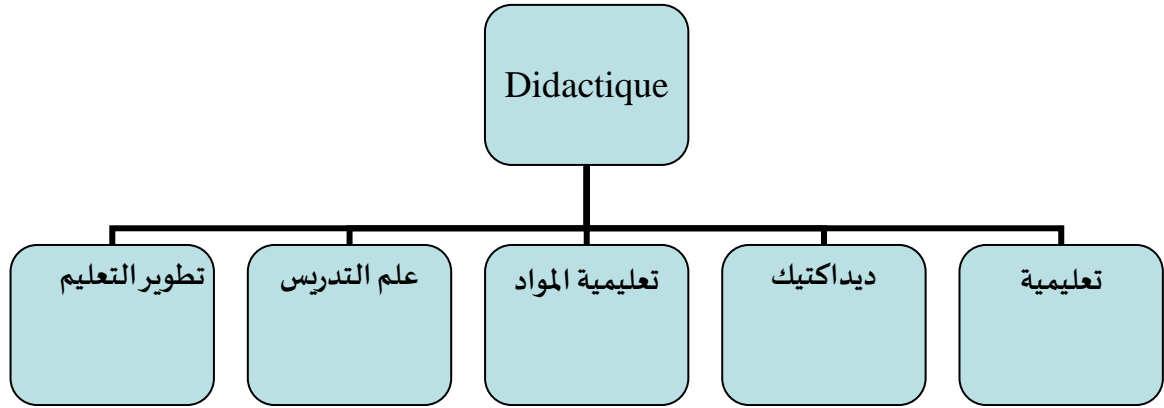 Didactique
تعليمية
ديداكتيك
تعليمية المواد
علم التدريس
تطوير التعليم